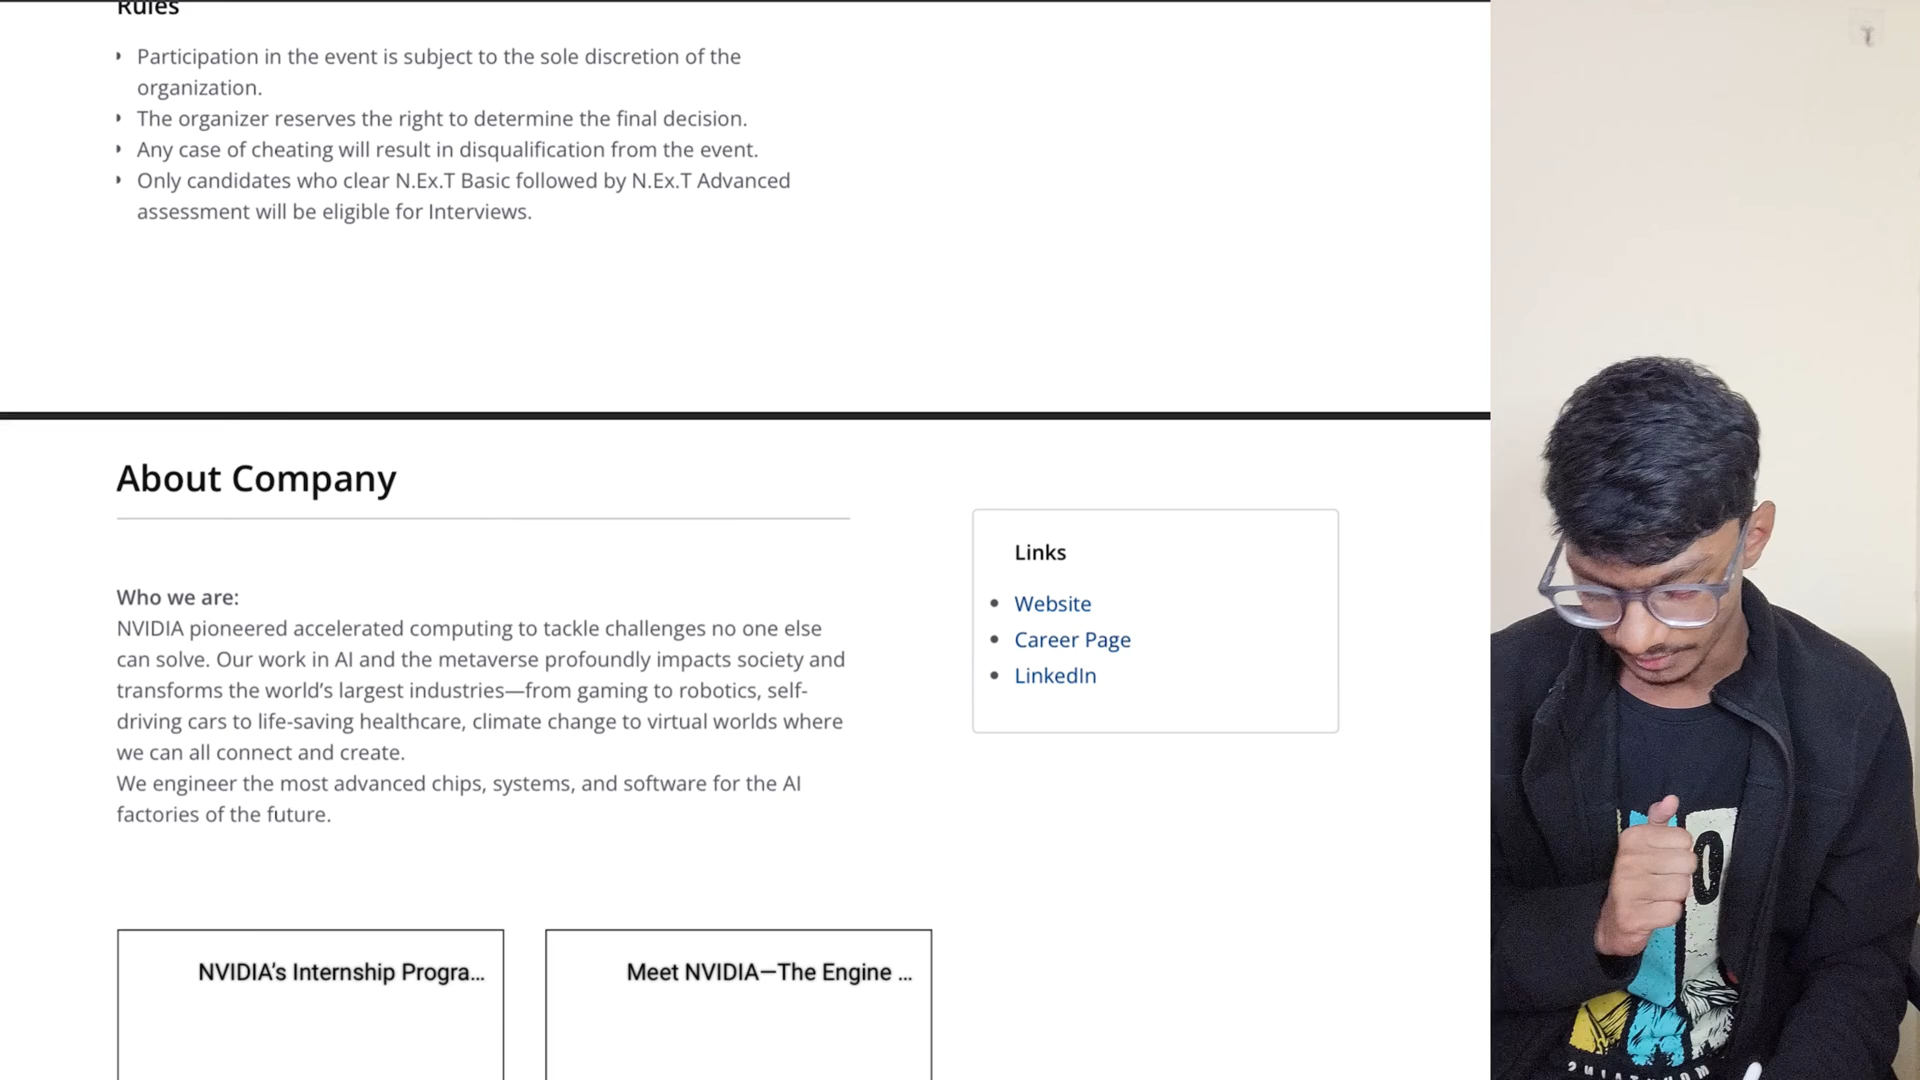 Rules
Participation in the event is subject to the sole discretion of the
organization.
The organizer reserves the right to determine the final decision.
Any case of cheating will result in disqualification from the event.
Only candidates who clear N.Ex.T Basic followed by N.Ex.T Advanced
assessment will be eligible for Interviews.
About Company
Who we are:
NVIDIA pioneered accelerated computing to tackle challenges no one else
can solve. Our work in AI and the metaverse profoundly impacts society and
transforms the world’s largest industries—from gaming to robotics, self-
driving cars to life-saving healthcare, climate change to virtual worlds where
we can all connect and create.
We engineer the most advanced chips, systems, and software for the AI
factories of the future.
Links
Website
Career Page
LinkedIn
NVIDIA’s Internship Progra...
Meet NVIDIA—The Engine ...